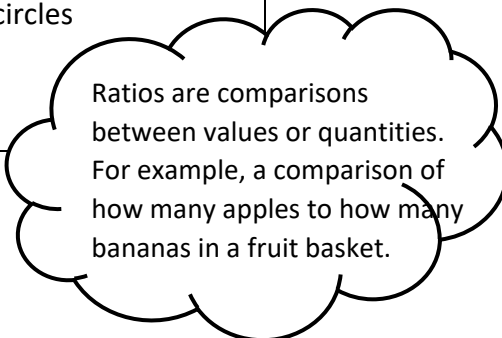 circles
Ratios are comparisons
between values or quantities.
For example, a comparison of
how many apples to how many
bananas in a fruit basket.